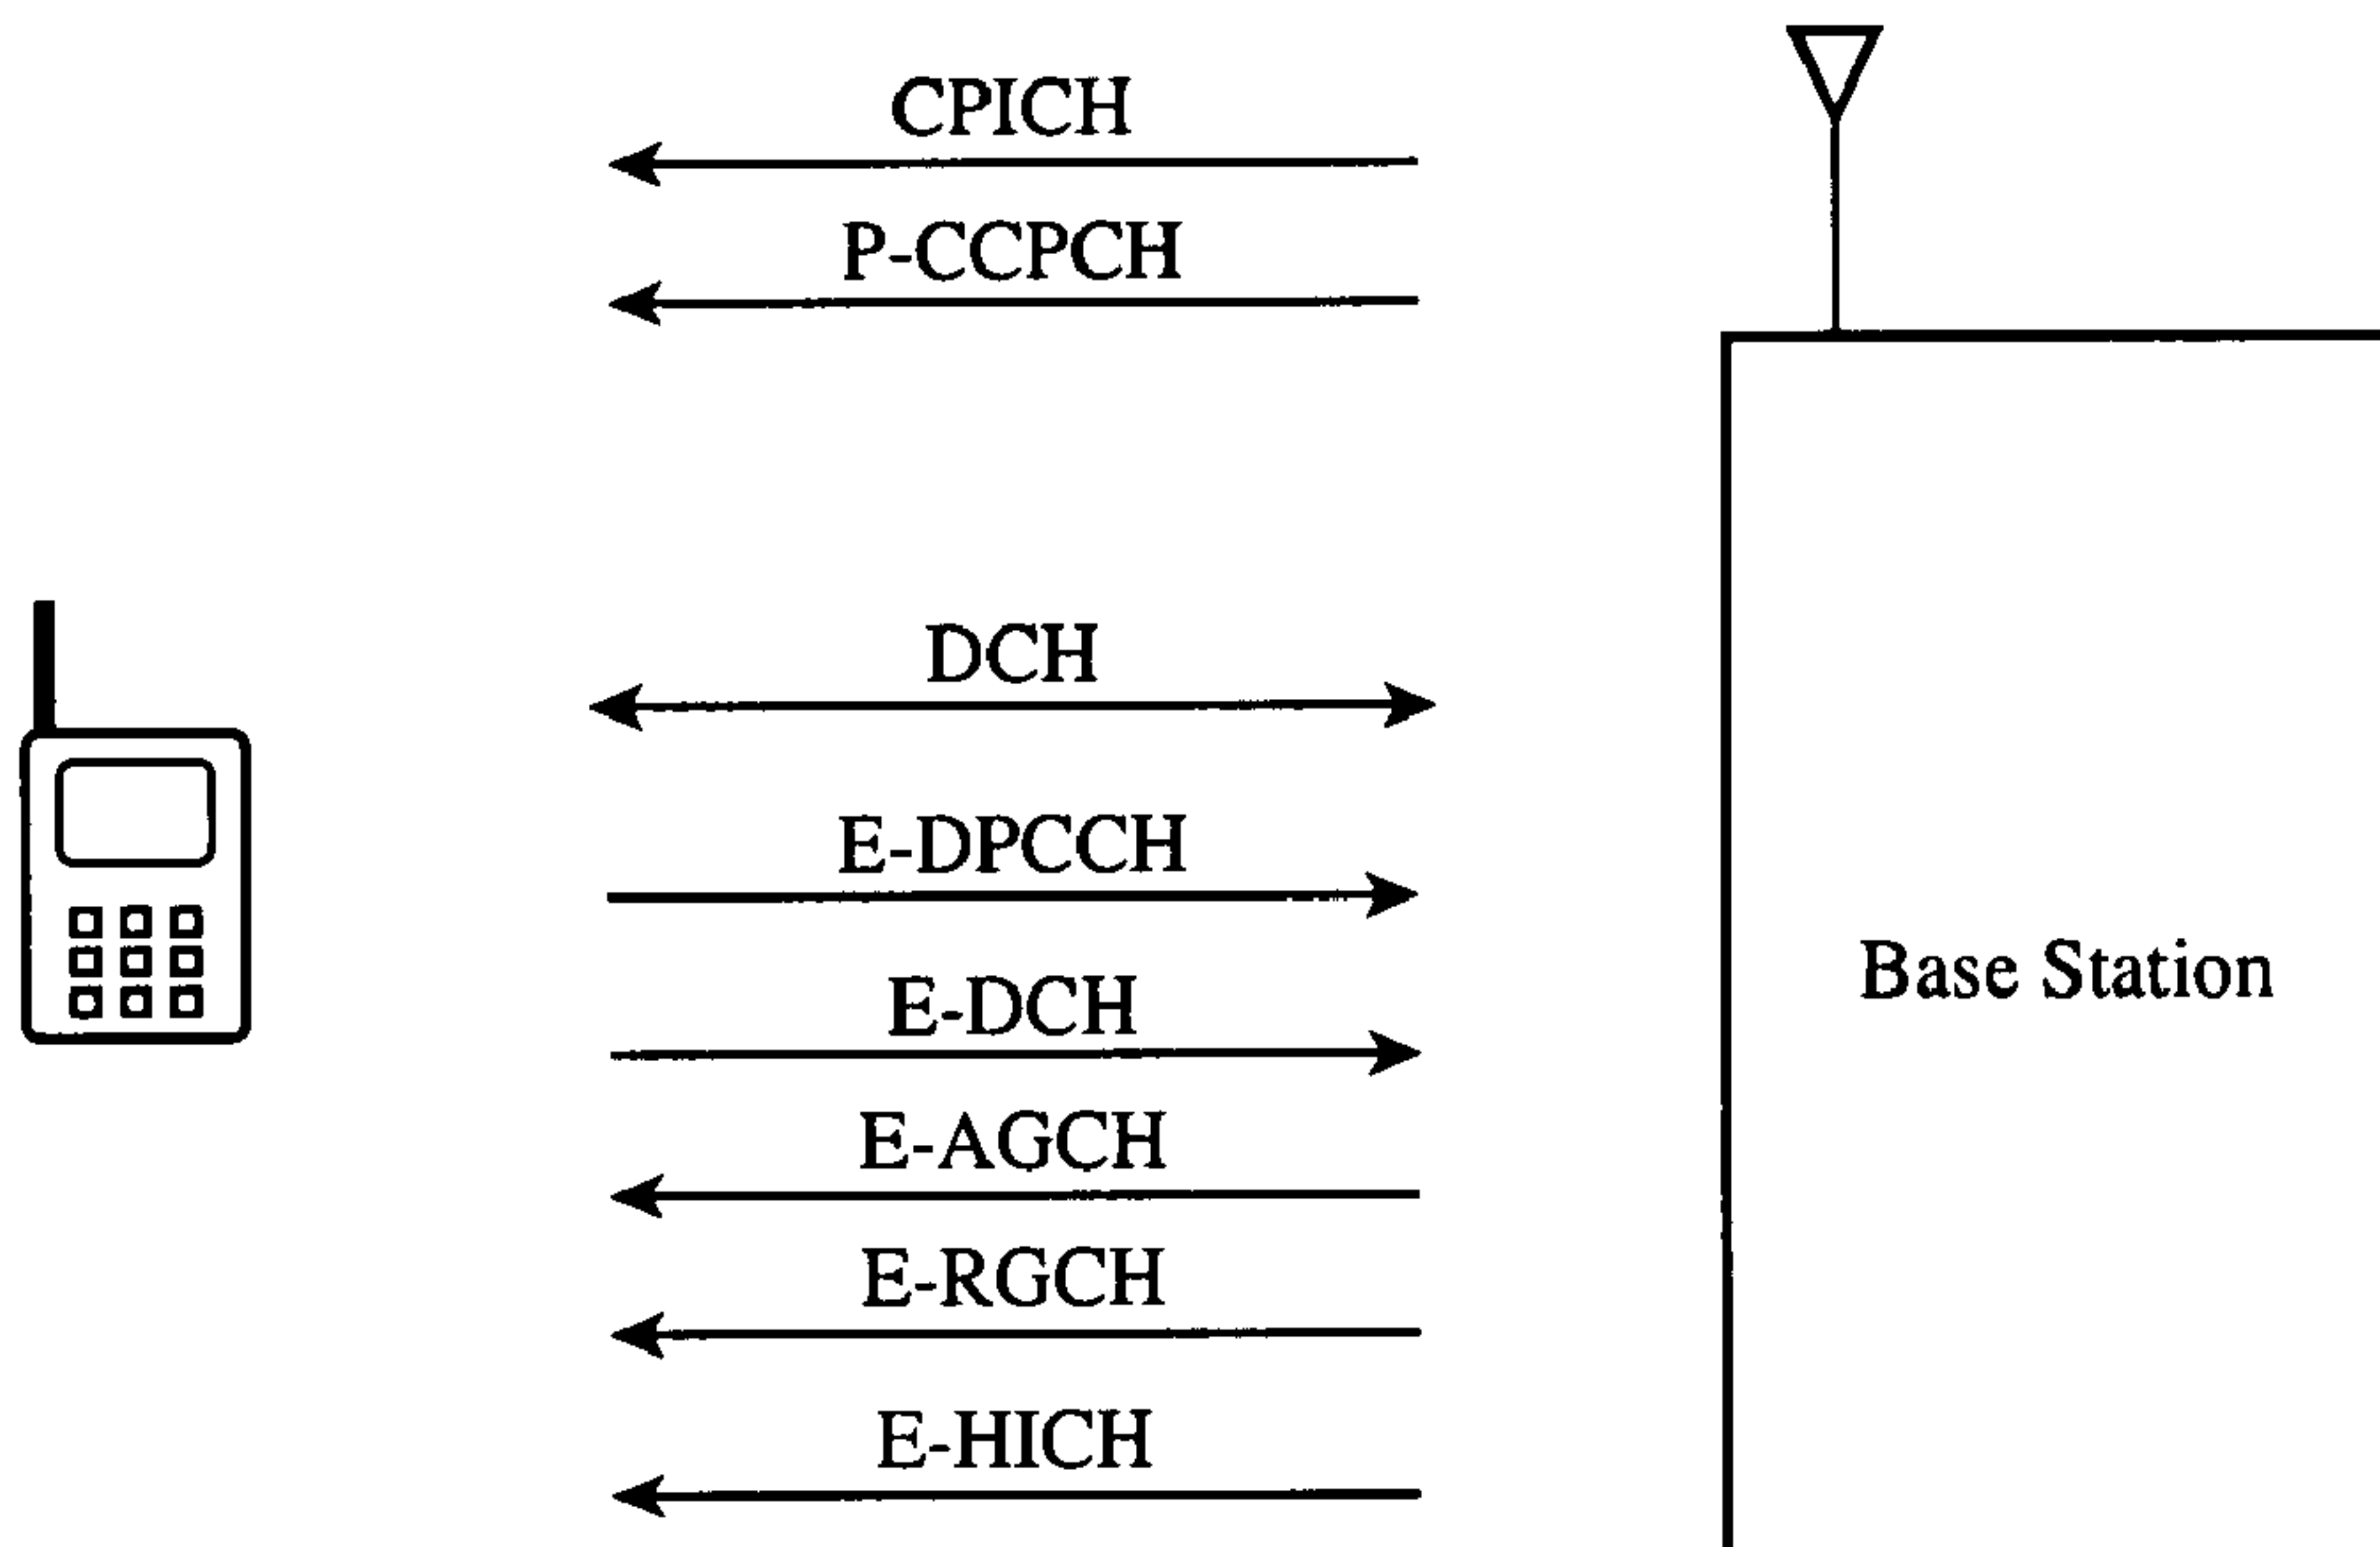 CPICH
P-CCPCH
DCH
E-DPCCH
E-DCH
Base Station
E-AGCH
E-RGCH
E-HICH